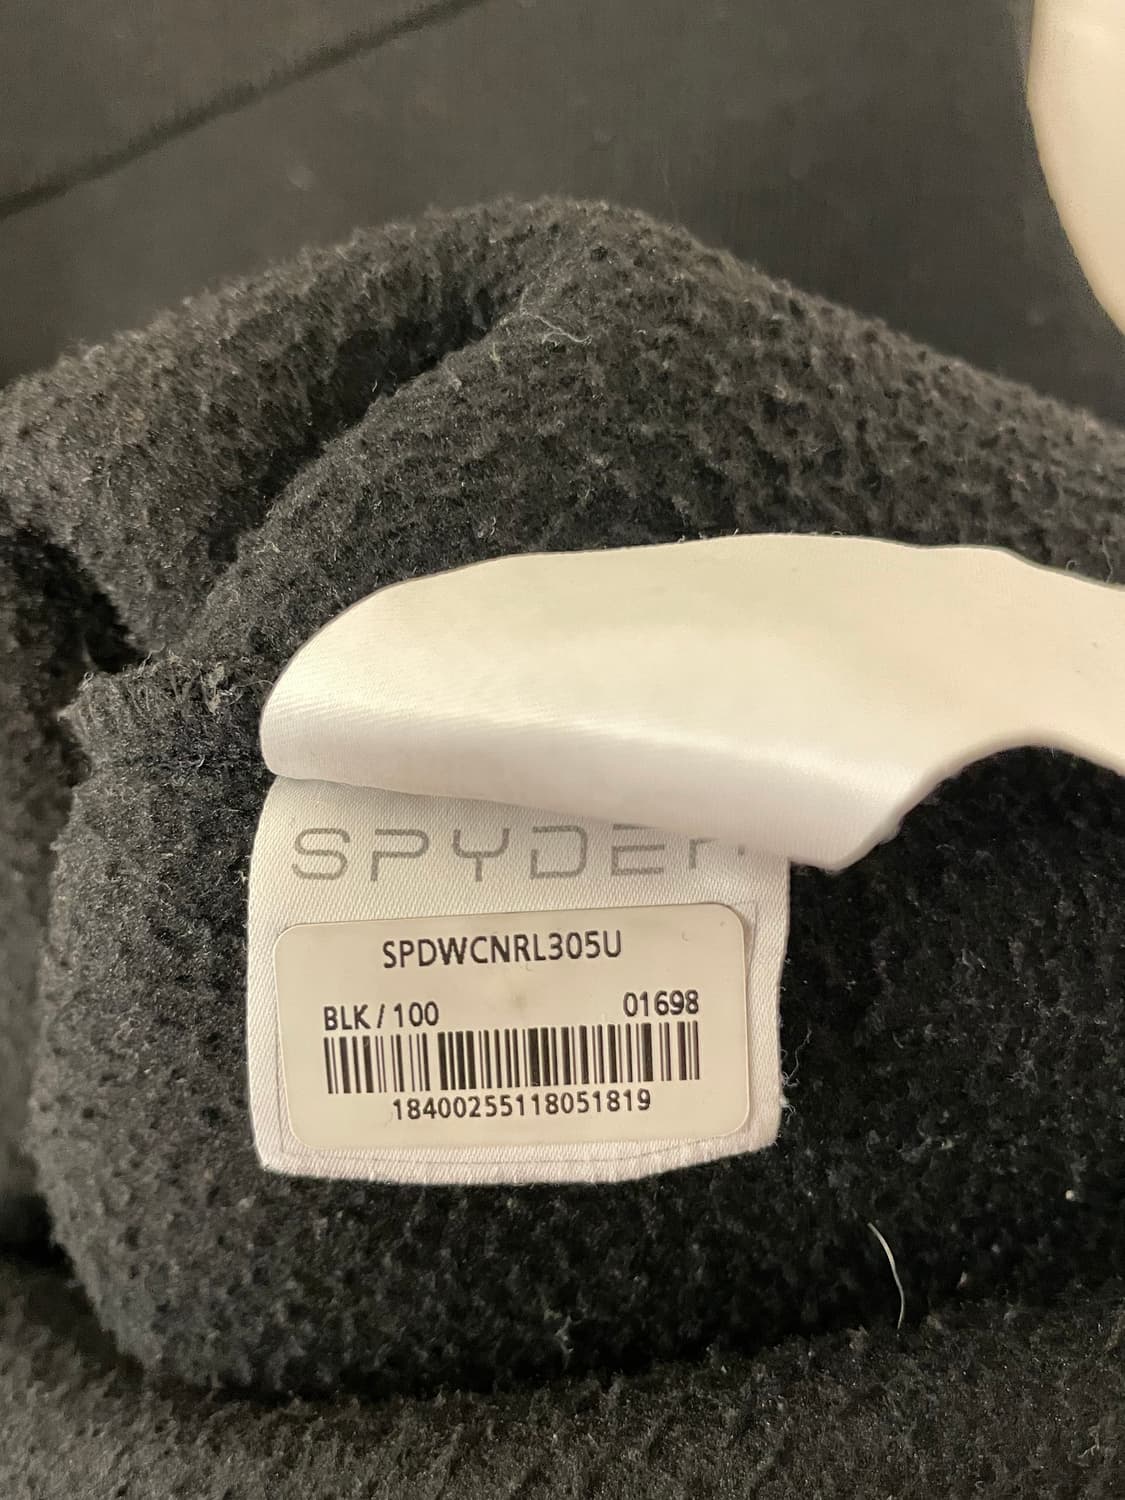 SPYDER
SPDWCNRL305U
BLK / 100 01698
18400255118051819